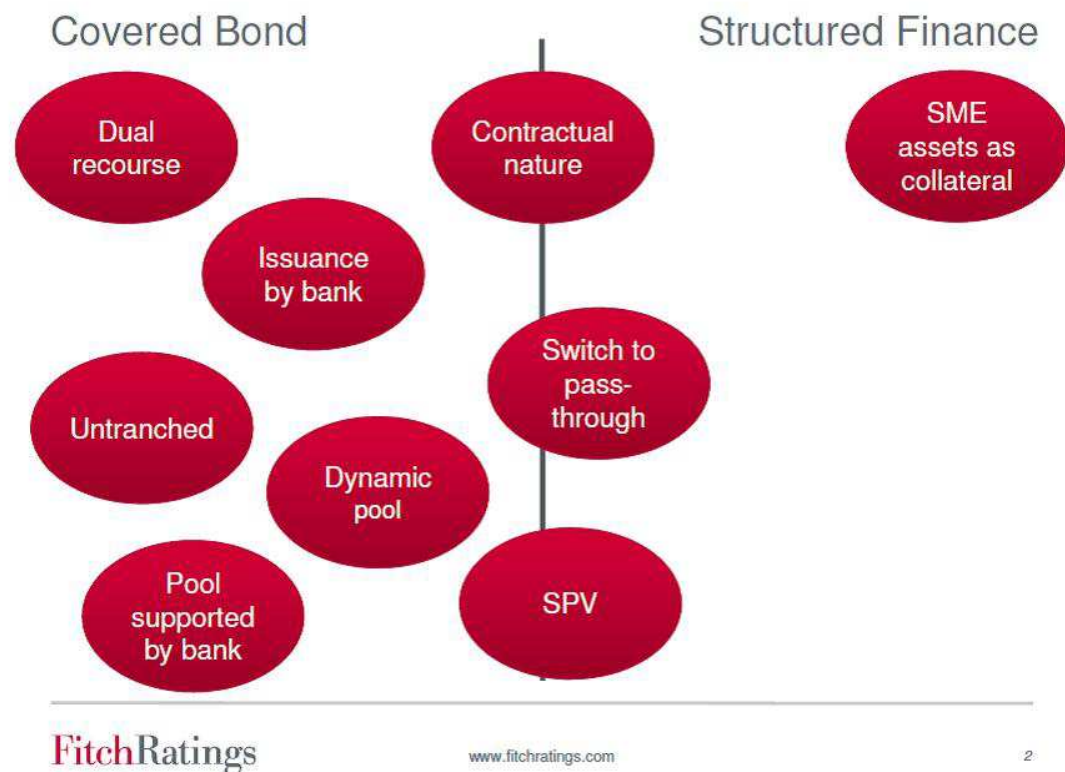 Covered Bond
Structured Finance
Dual
recourse
Contractual
nature
SME
assets as
collateral
Issuance
by bank
Switch to
pass-
through
Untranched
Dynamic
pool
Pool
supported
by bank
SPV
FitchRatings
www.fitchratings.com
2